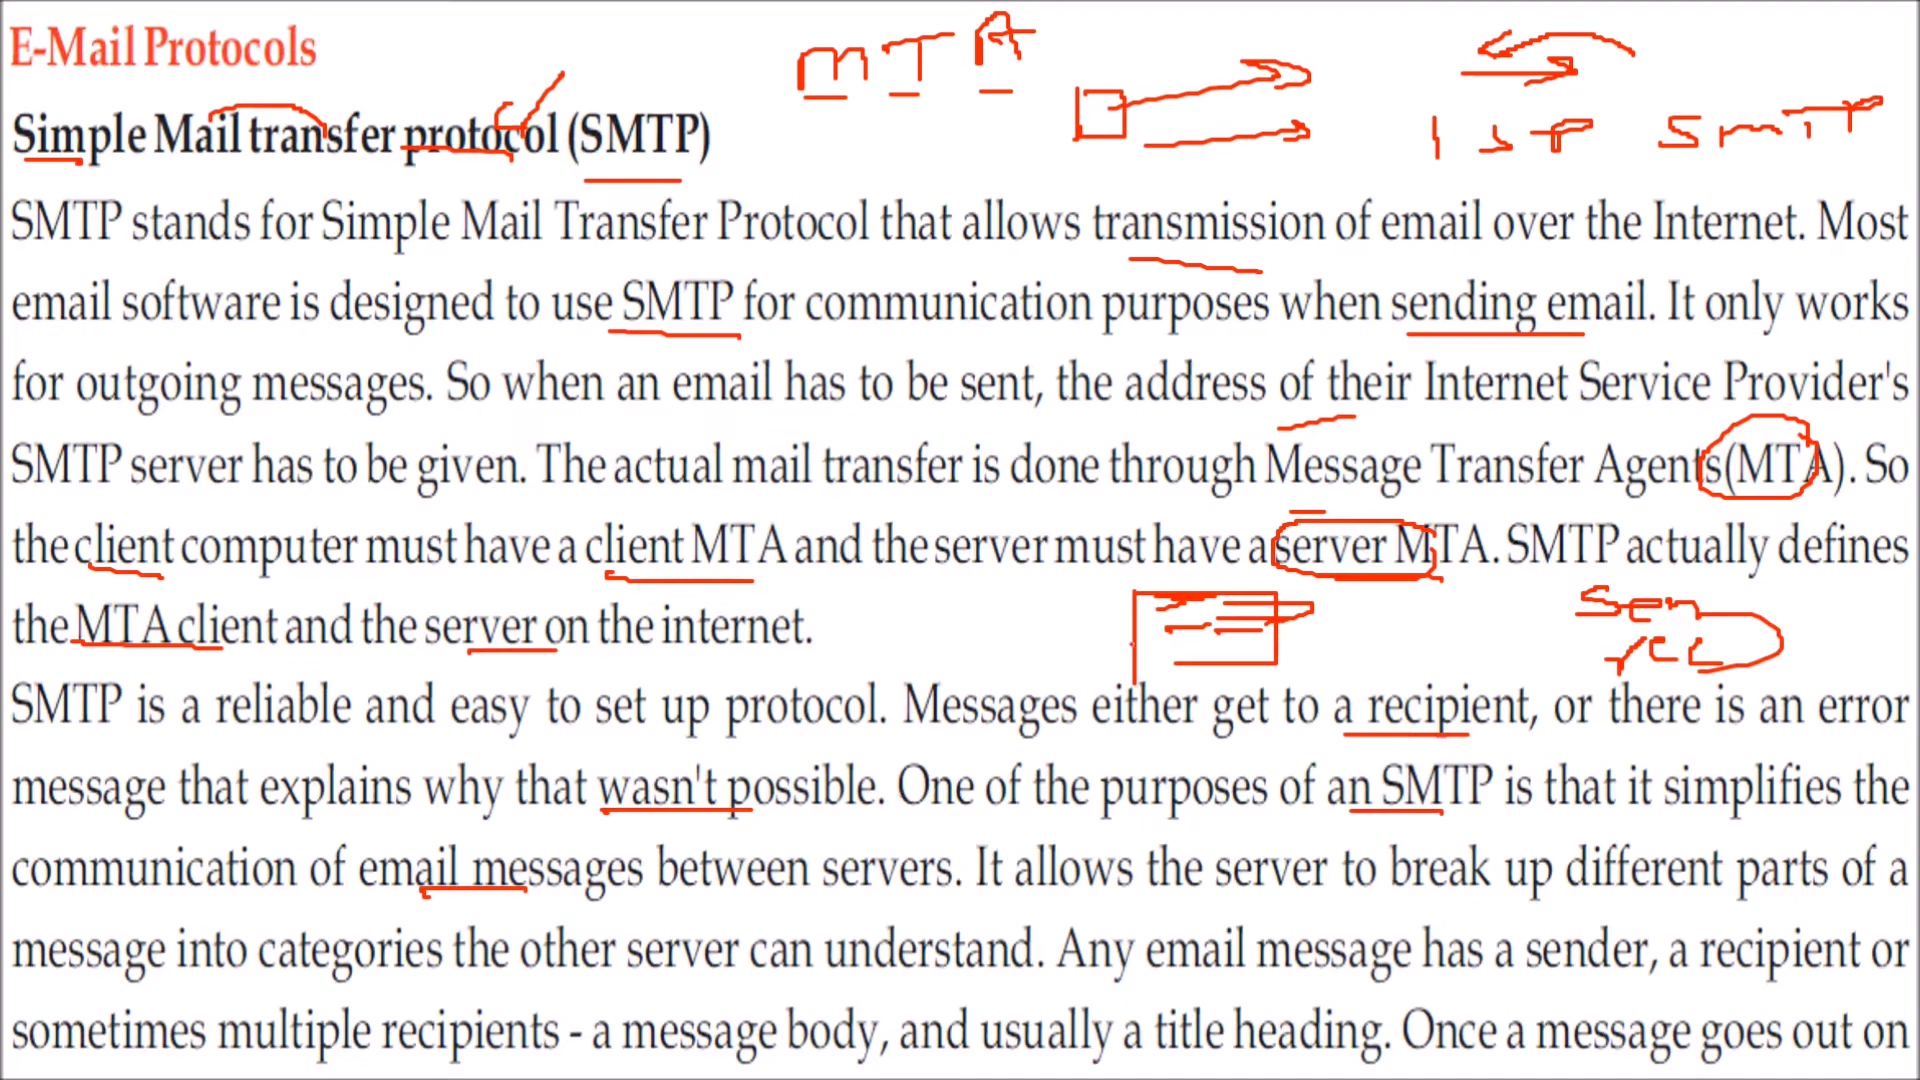 E-Mail Protocols
M T A
Simple Mail transfer protocol (SMTP)
ISP SMTP
SMTP stands for Simple Mail Transfer Protocol that allows transmission of email over the Internet. Most
email software is designed to use SMTP for communication purposes when sending email. It only works
for outgoing messages. So when an email has to be sent, the address of their Internet Service Provider's
SMTP server has to be given. The actual mail transfer is done through Message Transfer Agents(MTA). So
the client computer must have a client MTA and the server must have a server MTA. SMTP actually defines
the MTA client and the server on the internet.
SMTP is a reliable and easy to set up protocol. Messages either get to a recipient, or there is an error
message that explains why that wasn't possible. One of the purposes of an SMTP is that it simplifies the
communication of email messages between servers. It allows the server to break up different parts of a
message into categories the other server can understand. Any email message has a sender, a recipient or
sometimes multiple recipients - a message body, and usually a title heading. Once a message goes out on